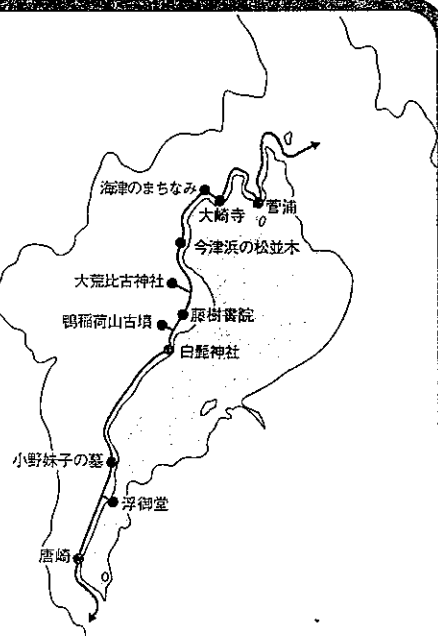 海津のまちなみ
大崎寺
菅浦
今津浜の松並木
大荒比古神社
藤樹書院
鴨稲荷山古墳
白髭神社
小野妹子の墓
浮御堂
唐崎